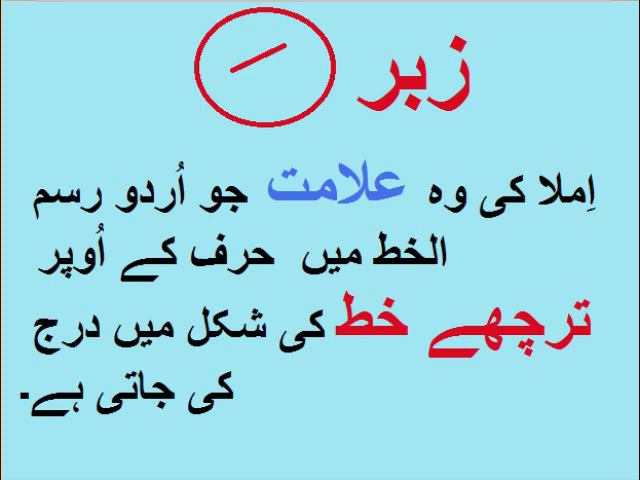 زبر
اِملا کی وہ علامت جو اُردو رسم
الخط میں حرف کے اُوپر
ترچھے خط کی شکل میں درج
کی جاتی ہے۔